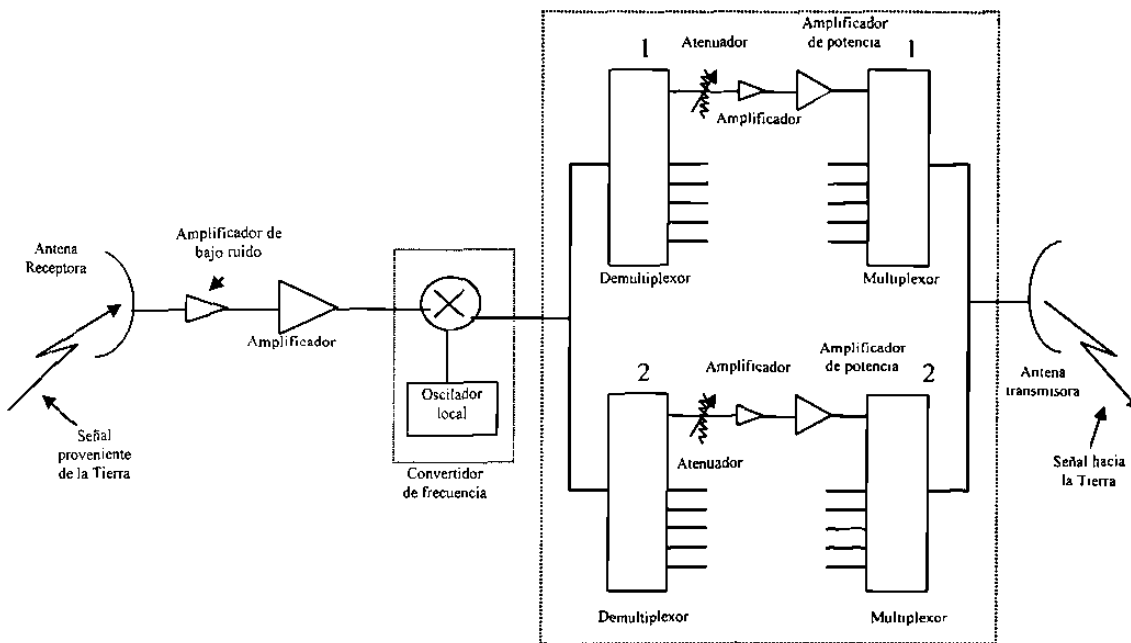 Antena
Receptora
Señal
proveniente
de la Tierra
Amplificador de
bajo ruido
Amplificador
Oscilador
local
Convertidor
de frecuencia
1
Atenuador
Amplificador
Amplificador
de potencia
1
Demultiplexor
Multiplexor
2
Atenuador
Amplificador
Amplificador
de potencia
2
Demultiplexor
Multiplexor
Antena
transmisora
Señal hacia
la Tierra